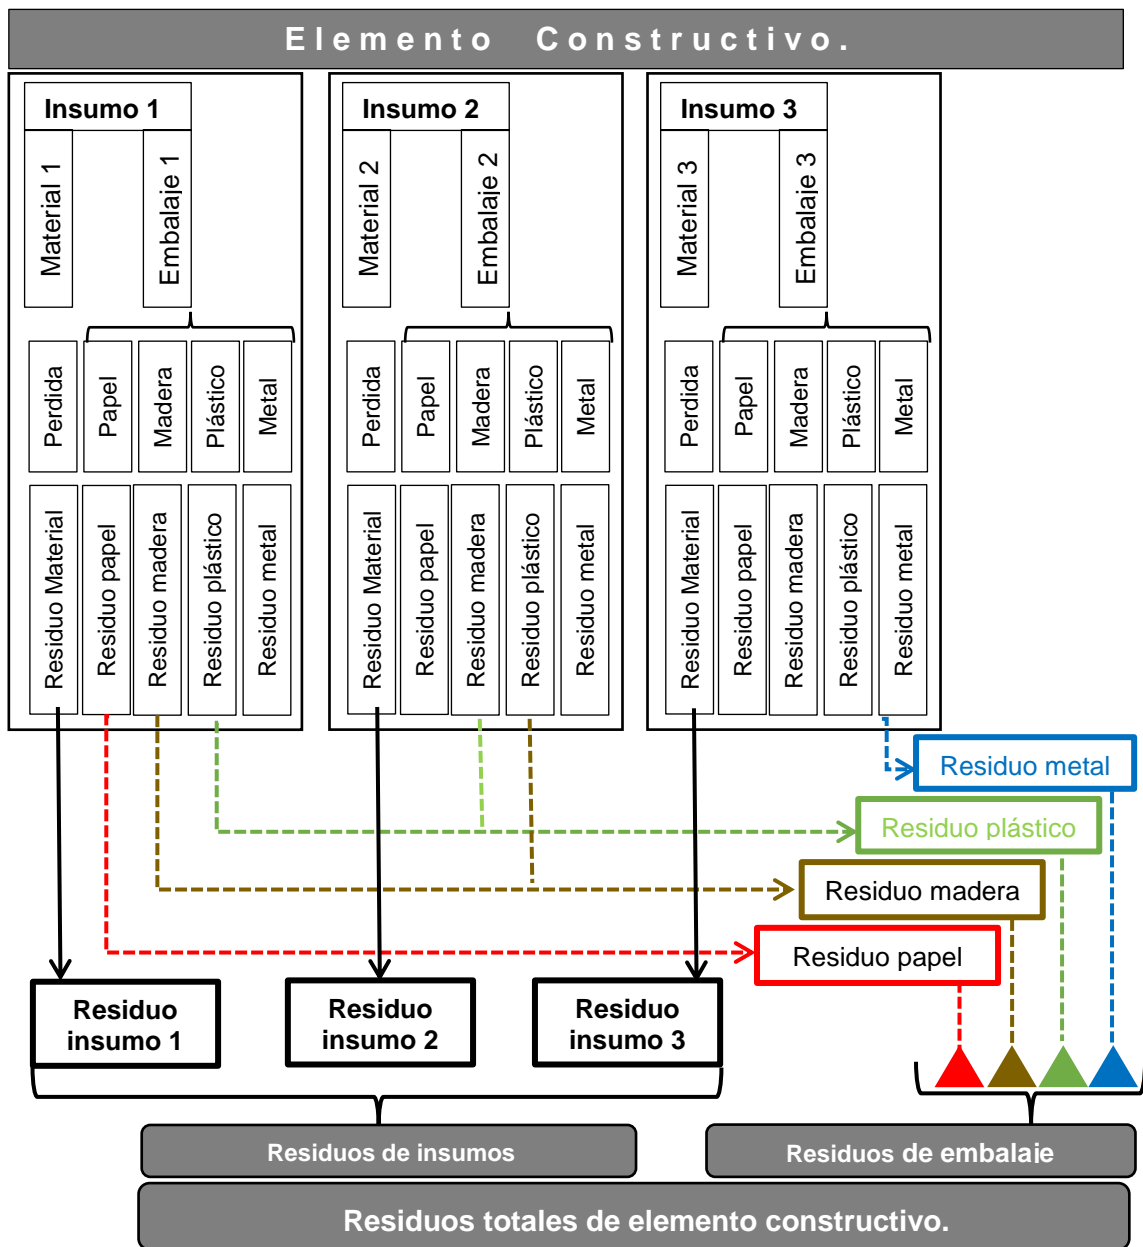 Elemento Constructivo.
Insumo 1
Material 1
Embalaje 1
Perdida
Papel
Madera
Plástico
Metal
Residuo Material
Residuo papel
Residuo madera
Residuo plástico
Residuo metal
Insumo 2
Material 2
Embalaje 2
Perdida
Papel
Madera
Plástico
Metal
Residuo Material
Residuo papel
Residuo madera
Residuo plástico
Residuo metal
Insumo 3
Material 3
Embalaje 3
Perdida
Papel
Madera
Plástico
Metal
Residuo Material
Residuo papel
Residuo madera
Residuo plástico
Residuo metal
Residuo metal
Residuo plástico
Residuo madera
Residuo papel
Residuo
insumo 1
Residuo
insumo 2
Residuo
insumo 3
Residuos de insumos
Residuos de embalaje
Residuos totales de elemento constructivo.